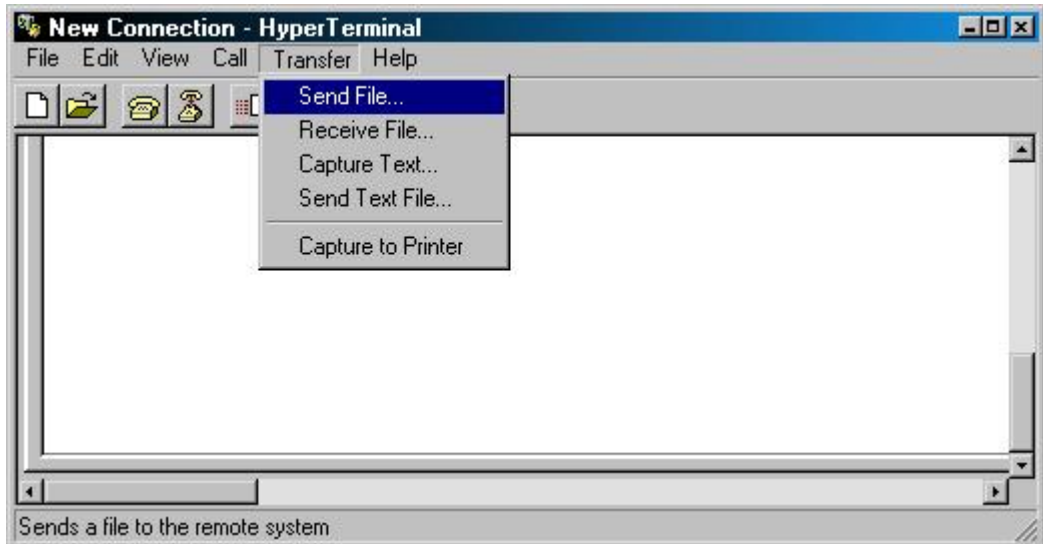 New Connection - HyperTerminal
File Edit View Call Transfer Help
Send File...
Receive File...
Capture Text...
Send Text File...
Capture to Printer
Sends a file to the remote system